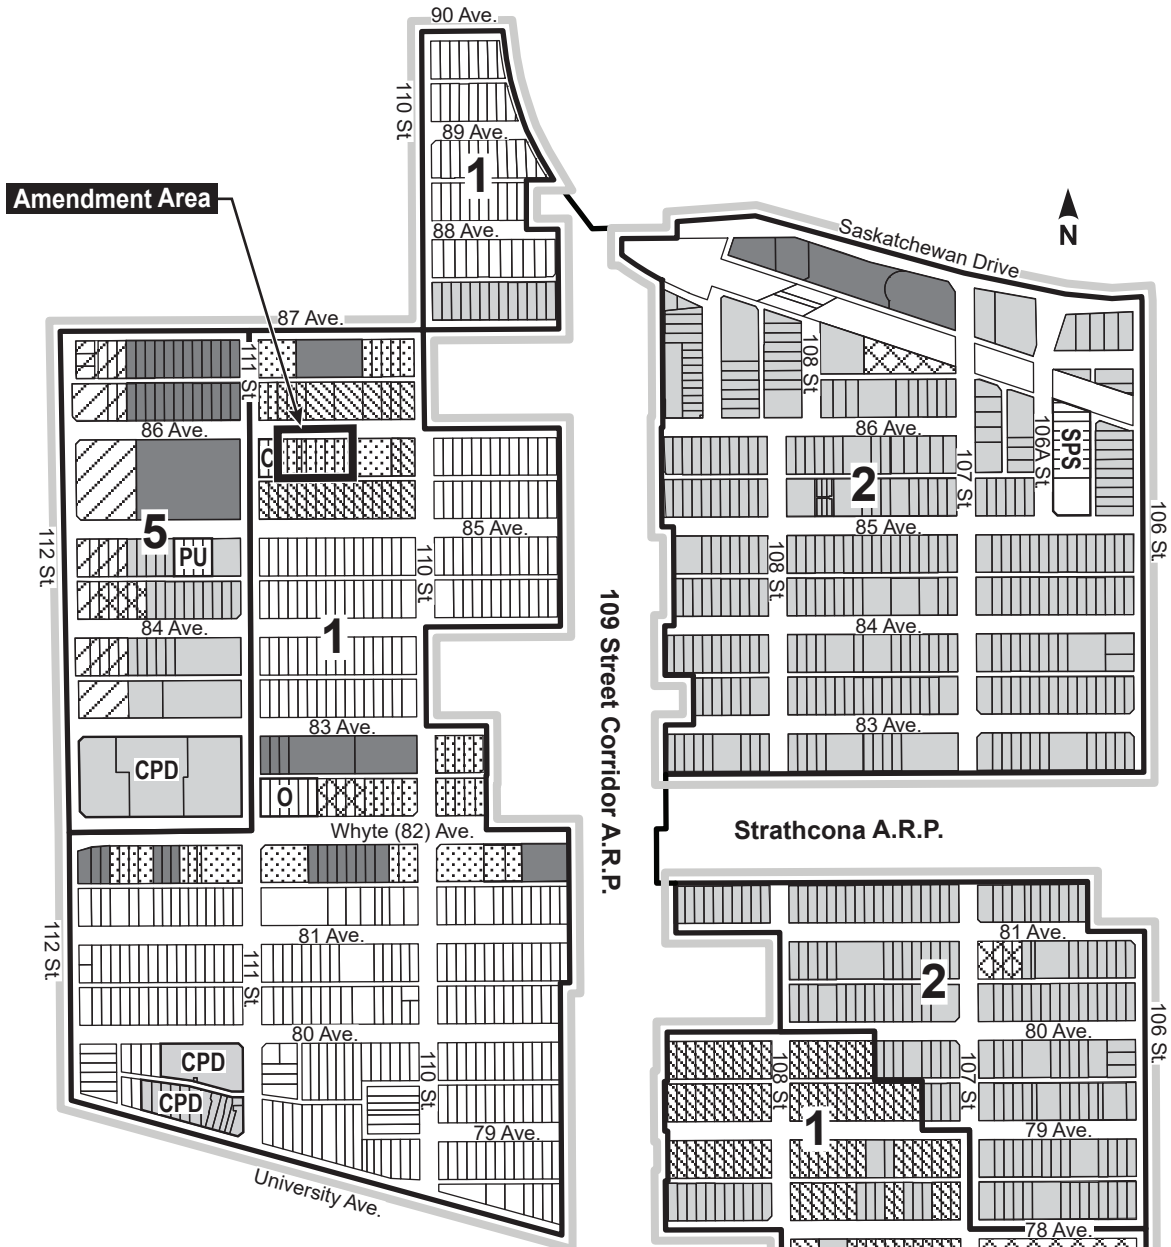 90 Ave.
110 St.
89 Ave.
1
Amendment Area
88 Ave.
N
Saskatchewan Drive
87 Ave.
111 St.
108 St.
86 Ave.
C
86 Ave.
106A St.
SPS
107 St.
2
5
PU
85 Ave.
85 Ave.
112 St.
110 St.
108 St.
106 St.
84 Ave.
1
84 Ave.
109 Street Corridor A.R.P.
83 Ave.
83 Ave.
CPD
O
Whyte (82) Ave.
Strathcona A.R.P.
81 Ave.
81 Ave.
112 St.
111 St.
2
80 Ave.
80 Ave.
106 St.
CPD
CPD
110 St.
108 St.
107 St.
79 Ave.
1
79 Ave.
University Ave.
78 Ave.